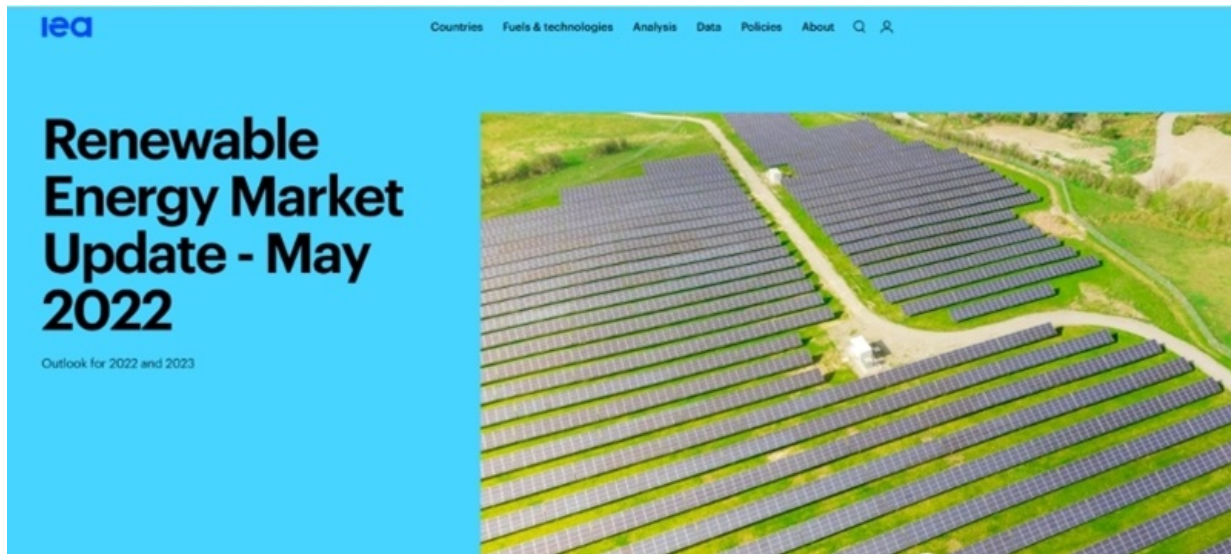 iea
Countries Fuels & technologies Analysis Data Policies About
Renewable
Energy Market
Update - May
2022
Outlook for 2022 and 2023